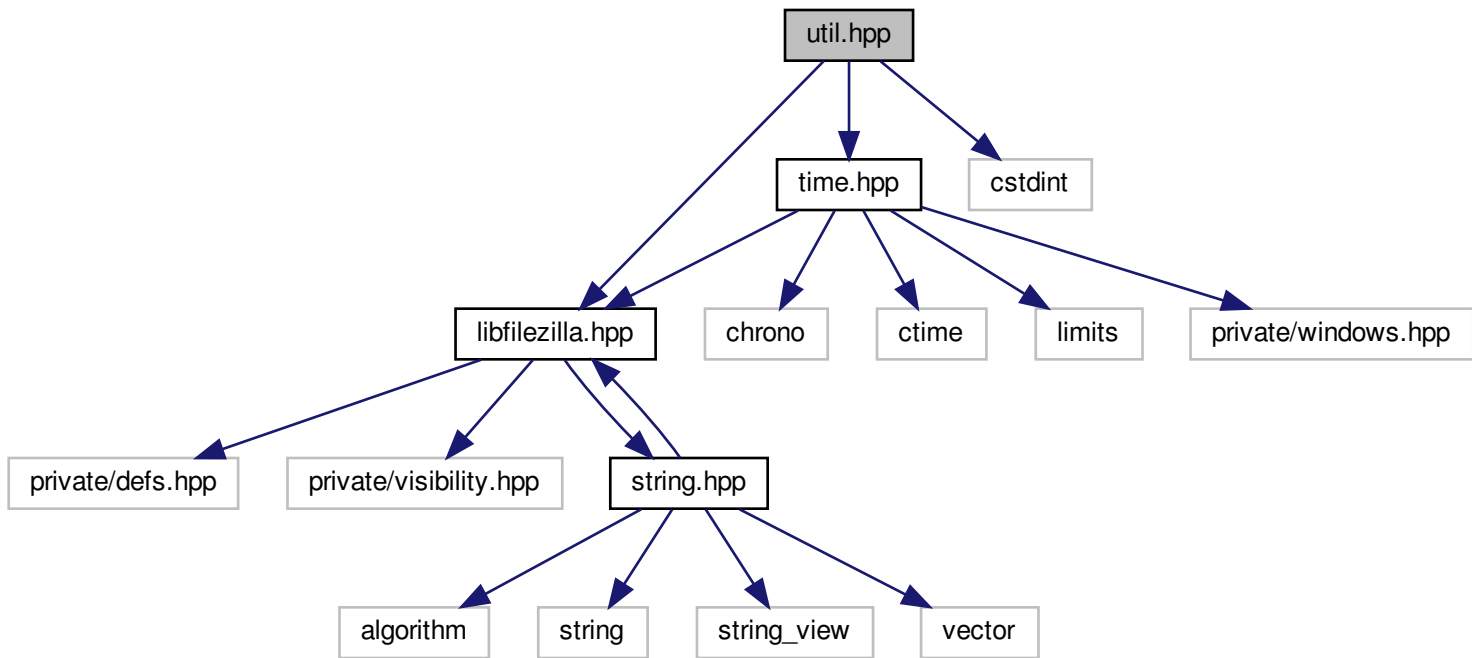 util.hpp
time.hpp
cstdint
libfilezilla.hpp
chrono
ctime
limits
private/windows.hpp
private/defs.hpp
private/visibility.hpp
string.hpp
algorithm
string
string_view
vector